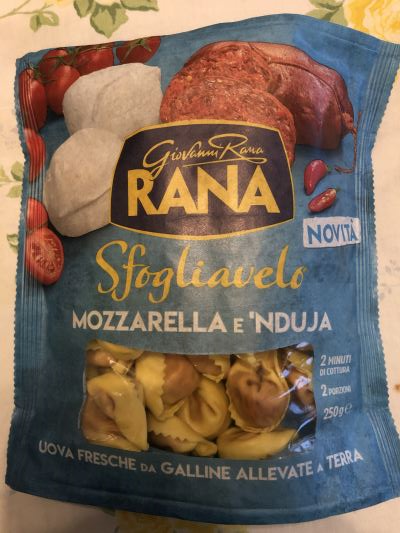 Giovanni Rana
RANA
NOVITÀ
Sfogliavelo
MOZZARELLA E 'NDUJA
2 MINUTI
DI COTTURA
2 PORZIONI
250g e
UOVA FRESCHE DA GALLINE ALLEVATE A TERRA